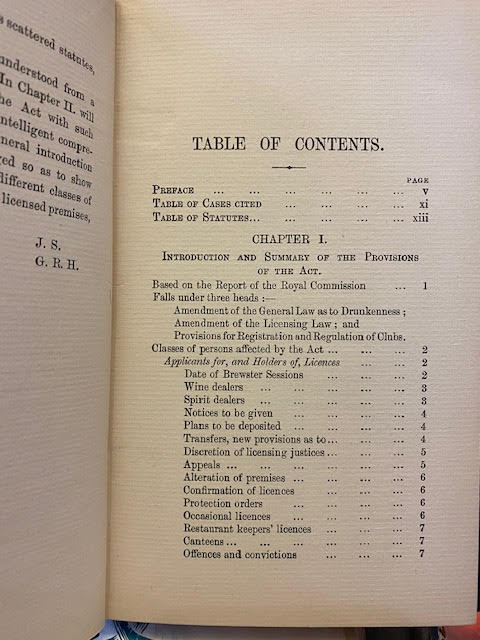 scattered statutes,
understood from a
In Chapter II. will
the Act with such
intelligent compre-
neral introduction
ed so as to show
different classes of
licensed premises,
J. S.
G. R. H.
TABLE OF CONTENTS.
PAGE
PREFACE ... ... ... ... ... ... v
TABLE OF CASES CITED ... ... ... ... xi
TABLE OF STATUTES... ... ... ... ... xiii
CHAPTER I.
INTRODUCTION AND SUMMARY OF THE PROVISIONS
OF THE ACT.
Based on the Report of the Royal Commission ... 1
Falls under three heads :—
Amendment of the General Law as to Drunkenness ;
Amendment of the Licensing Law ; and
Provisions for Registration and Regulation of Clubs.
Classes of persons affected by the Act ... ... ... 2
Applicants for, and Holders of, Licences ... ... 2
Date of Brewster Sessions ... ... ... 2
Wine dealers ... ... ... ... ... 3
Spirit dealers ... ... ... ... ... 3
Notices to be given ... ... ... ... 4
Plans to be deposited ... ... ... ... 4
Transfers, new provisions as to... ... ... 4
Discretion of licensing justices... ... ... 5
Appeals ... ... ... ... ... ... 5
Alteration of premises ... ... ... ... 6
Confirmation of licences ... ... ... 6
Protection orders ... ... ... ... 6
Occasional licences ... ... ... ... 6
Restaurant keepers' licences ... ... ... 7
Canteens ... ... ... ... ... ... 7
Offences and convictions ... ... ... 7